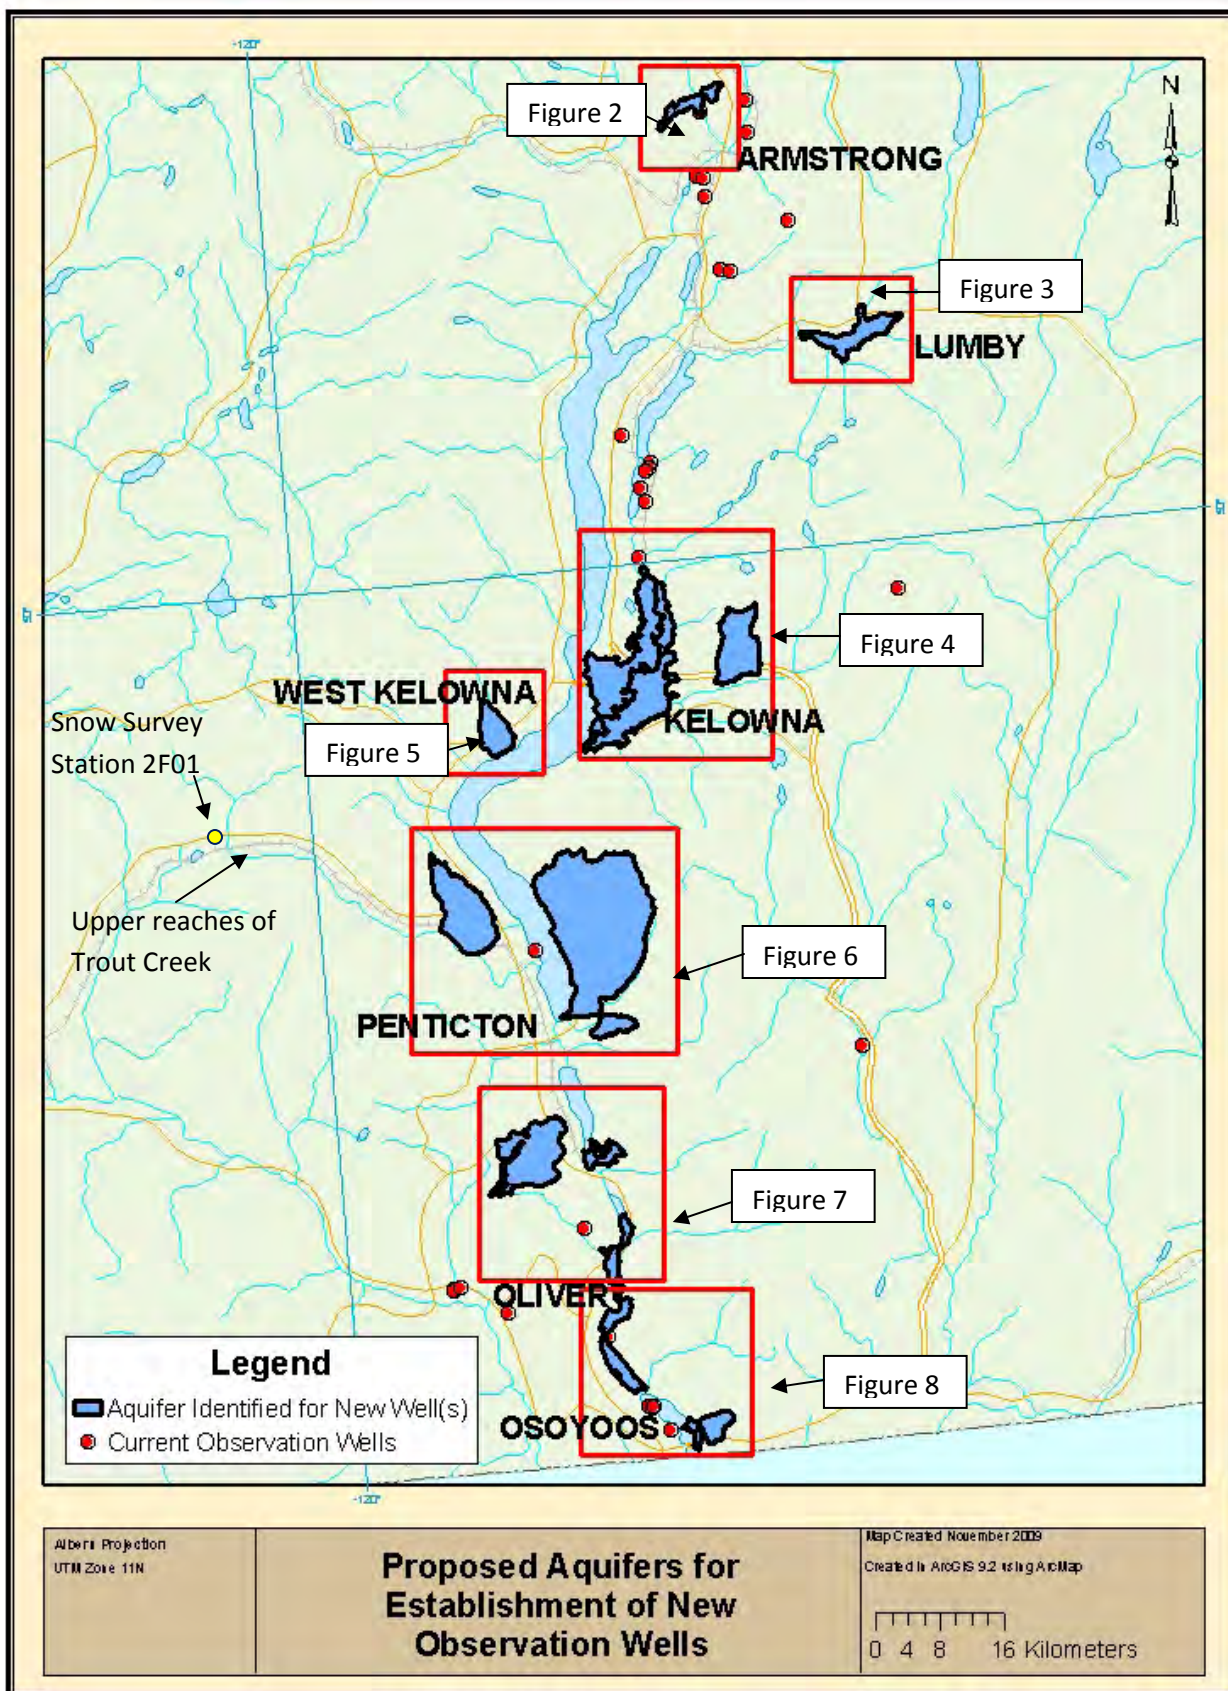 -120°
N
Figure 2
ARMSTRONG
Figure 3
LUMBY
Figure 4
WEST KELOWNA
KELOWNA
Snow Survey
Station 2F01
Figure 5
Upper reaches of
Trout Creek
Figure 6
PENTICTON
Figure 7
OLIVER
Legend
Aquifer Identified for New Well(s)
Current Observation Wells
Figure 8
OSOYOOS
-120°
Albers Projection
UTM Zone 11N
Proposed Aquifers for
Establishment of New
Observation Wells
Map Created November 2009
Created in ArcGIS 9.2 using ArcMap
0 4 8 16 Kilometers